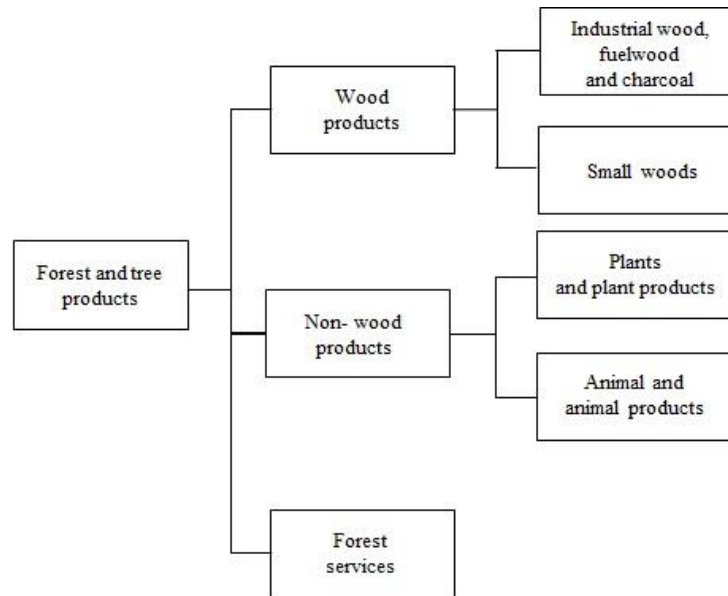 Industrial wood,
fuelwood
and charcoal
Wood
products
Small woods
Forest and tree
products
Plants
and plant products
Non- wood
products
Animal and
animal products
Forest
services